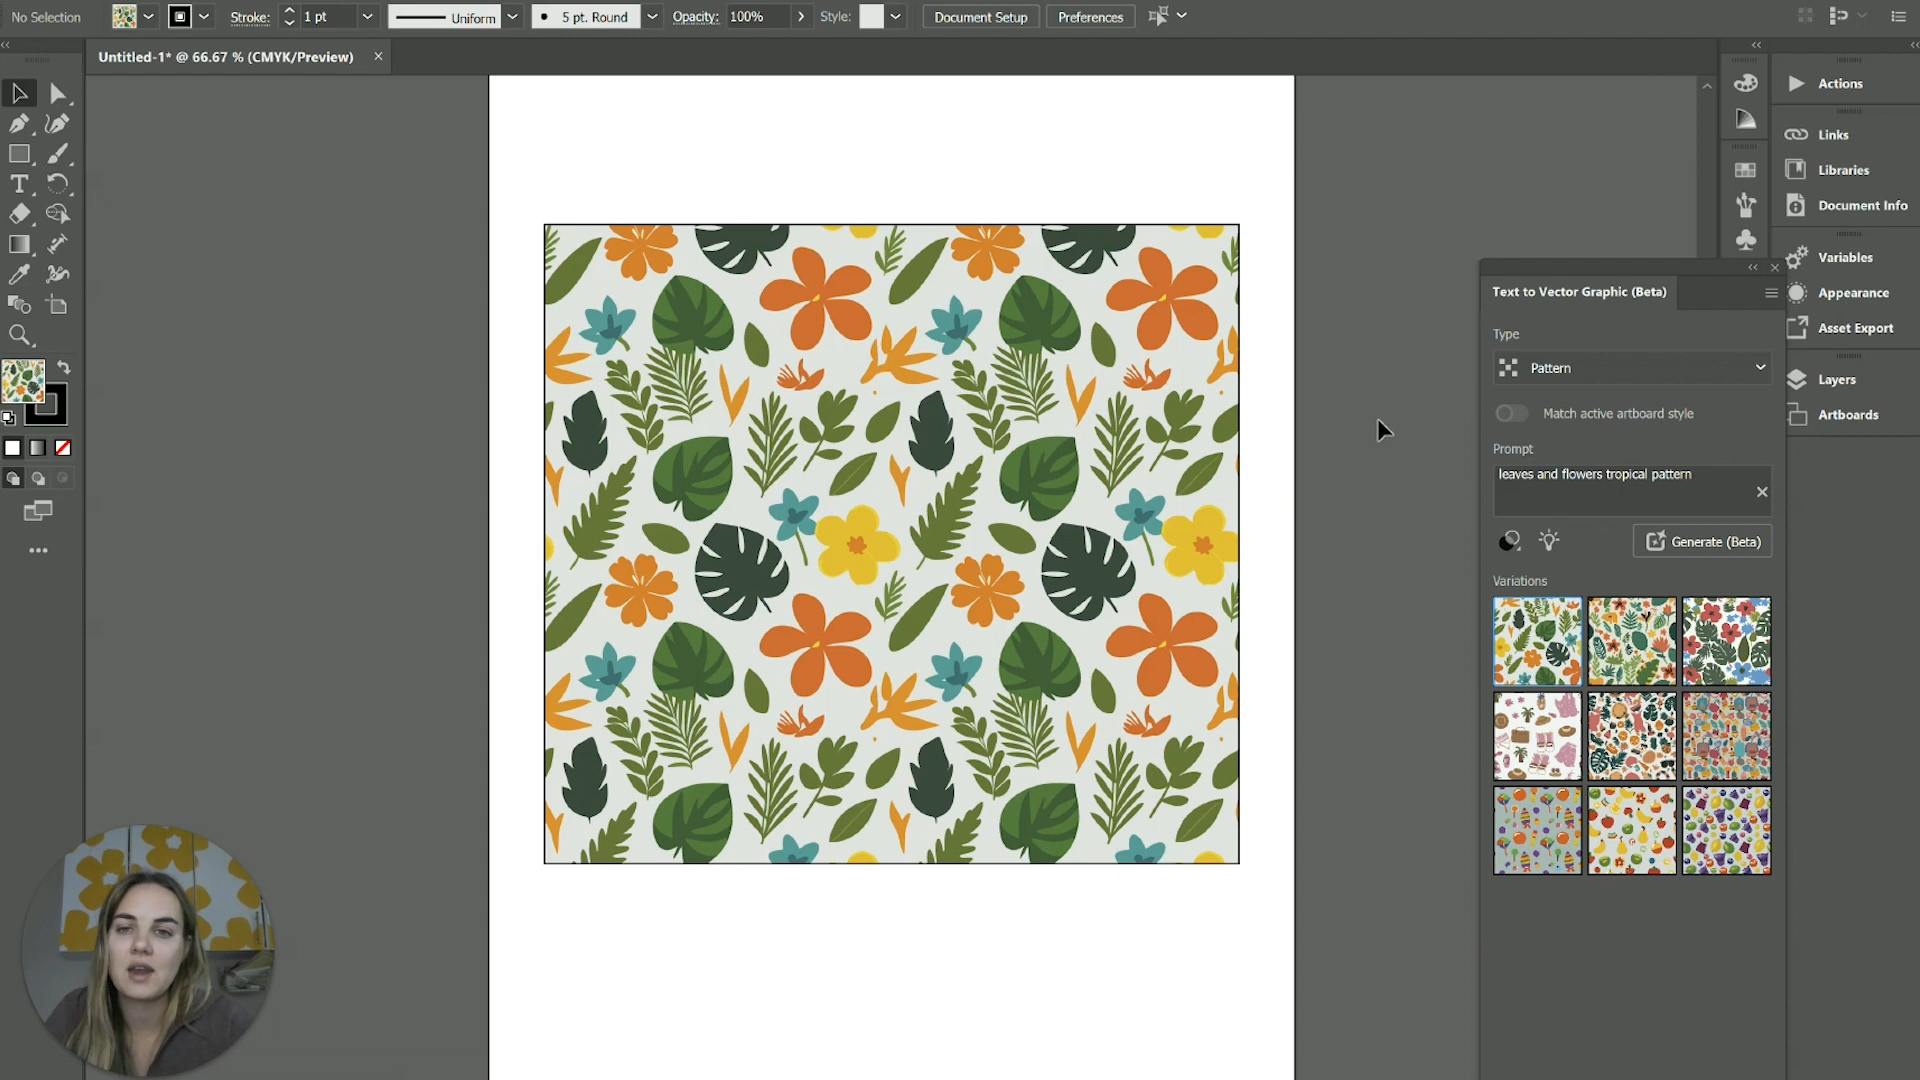 No Selection
Stroke:
1 pt
Uniform
5 pt. Round
Opacity:
100%
Style:
Document Setup
Preferences
Untitled-1* @ 66.67 % (CMYK/Preview)
Actions
Links
Libraries
Document Info
Variables
Appearance
Asset Export
Layers
Artboards
Text to Vector Graphic (Beta)
Type
Pattern
Match active artboard style
Prompt
leaves and flowers tropical pattern
Generate (Beta)
Variations